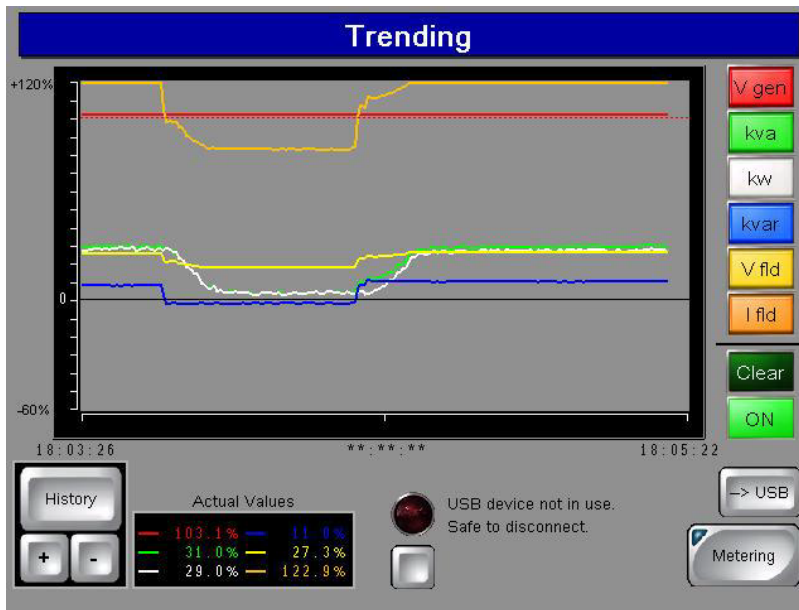 Trending
+120%
0
-60%
18:03:26 **:**:** 18:05:22
V gen
kva
kw
kvar
V fld
I fld
Clear
ON
History
+ -
Actual Values
103.1% 11.0%
31.0% 27.3%
29.0% 122.9%
USB device not in use.
Safe to disconnect.
--> USB
Metering